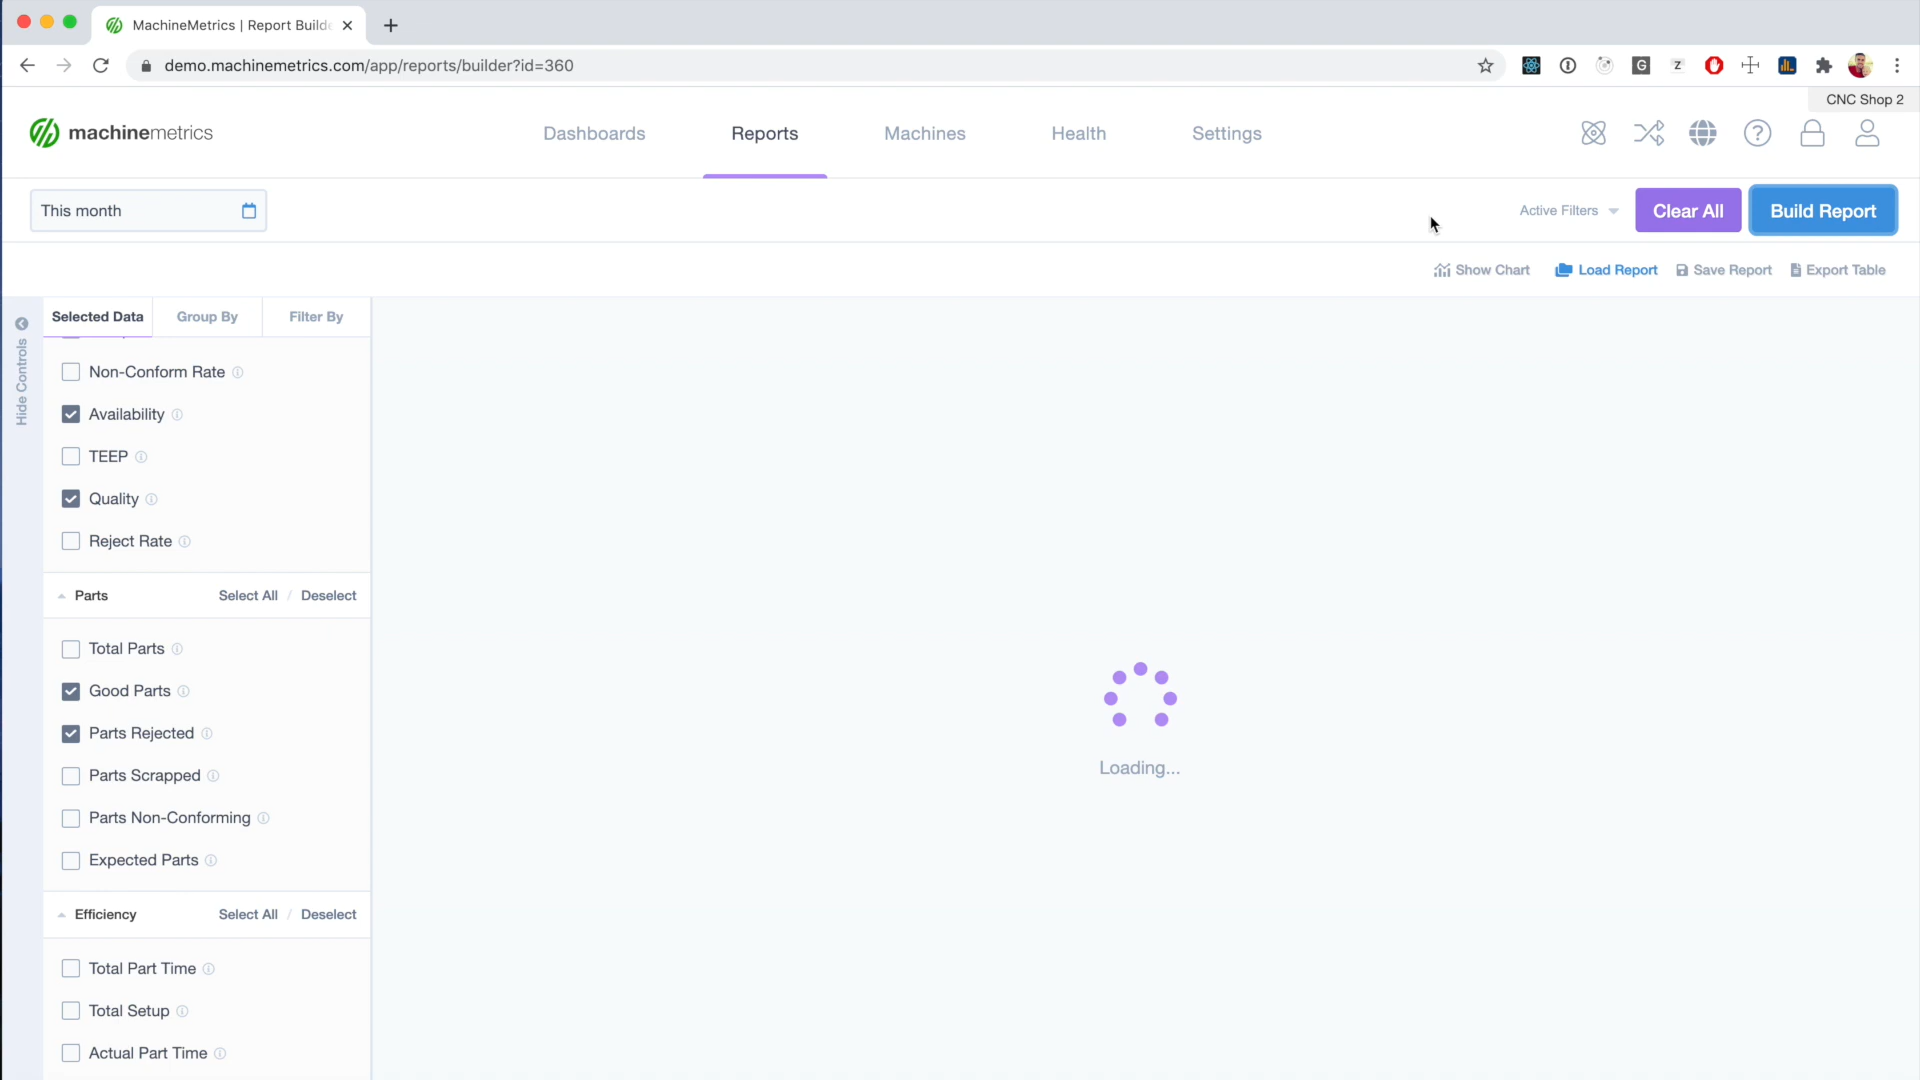 MachineMetrics | Report Builde
demo.machinemetrics.com/app/reports/builder?id=360
CNC Shop 2
machinemetrics
Dashboards
Reports
Machines
Health
Settings
This month
Active Filters
Clear All
Build Report
Show Chart
Load Report
Save Report
Export Table
Hide Controls
Selected Data
Group By
Filter By
Non-Conform Rate
Availability
TEEP
Quality
Reject Rate
Parts
Select All / Deselect
Total Parts
Good Parts
Parts Rejected
Parts Scrapped
Parts Non-Conforming
Expected Parts
Efficiency
Select All / Deselect
Total Part Time
Total Setup
Actual Part Time
Loading...